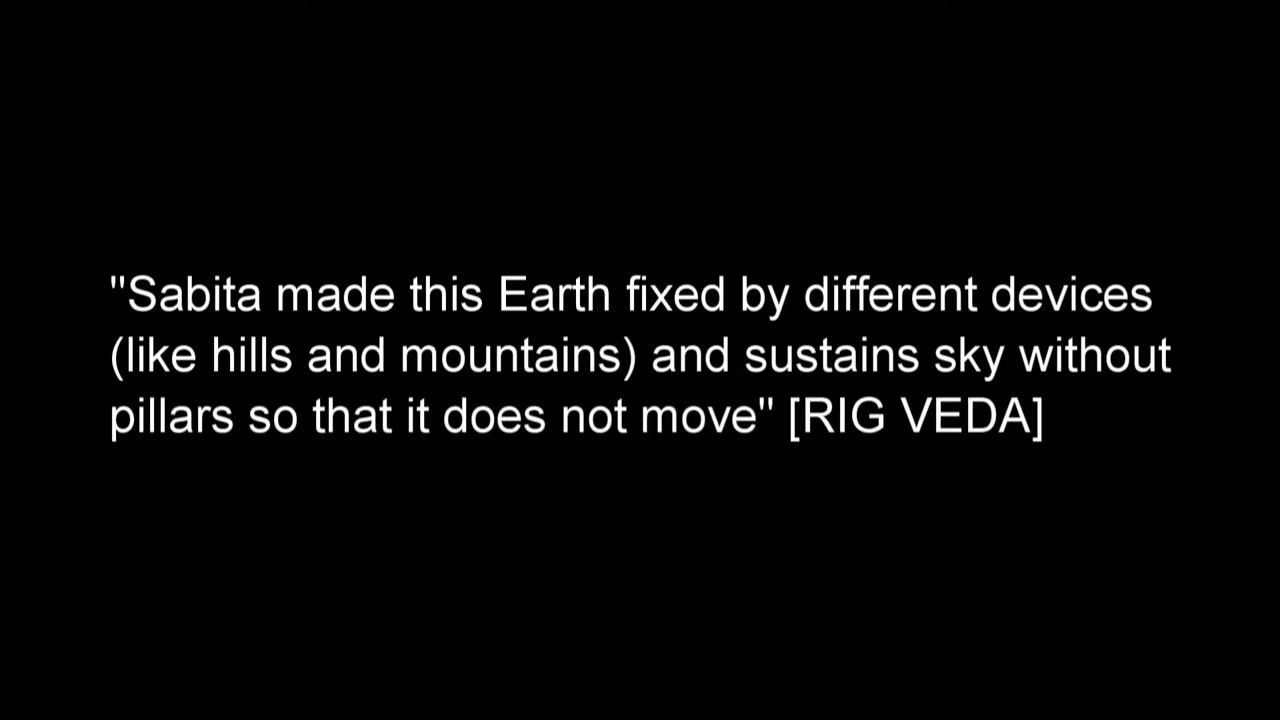 "Sabita made this Earth fixed by different devices
(like hills and mountains) and sustains sky without
pillars so that it does not move" [RIG VEDA]